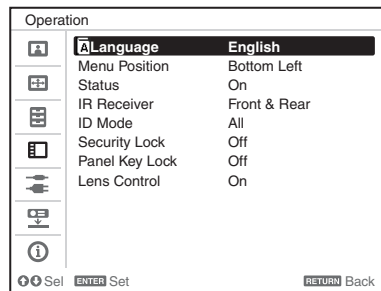 Operation
A Language English
Menu Position Bottom Left
Status On
IR Receiver Front & Rear
ID Mode All
Security Lock Off
Panel Key Lock Off
Lens Control On
Sel ENTER Set RETURN Back